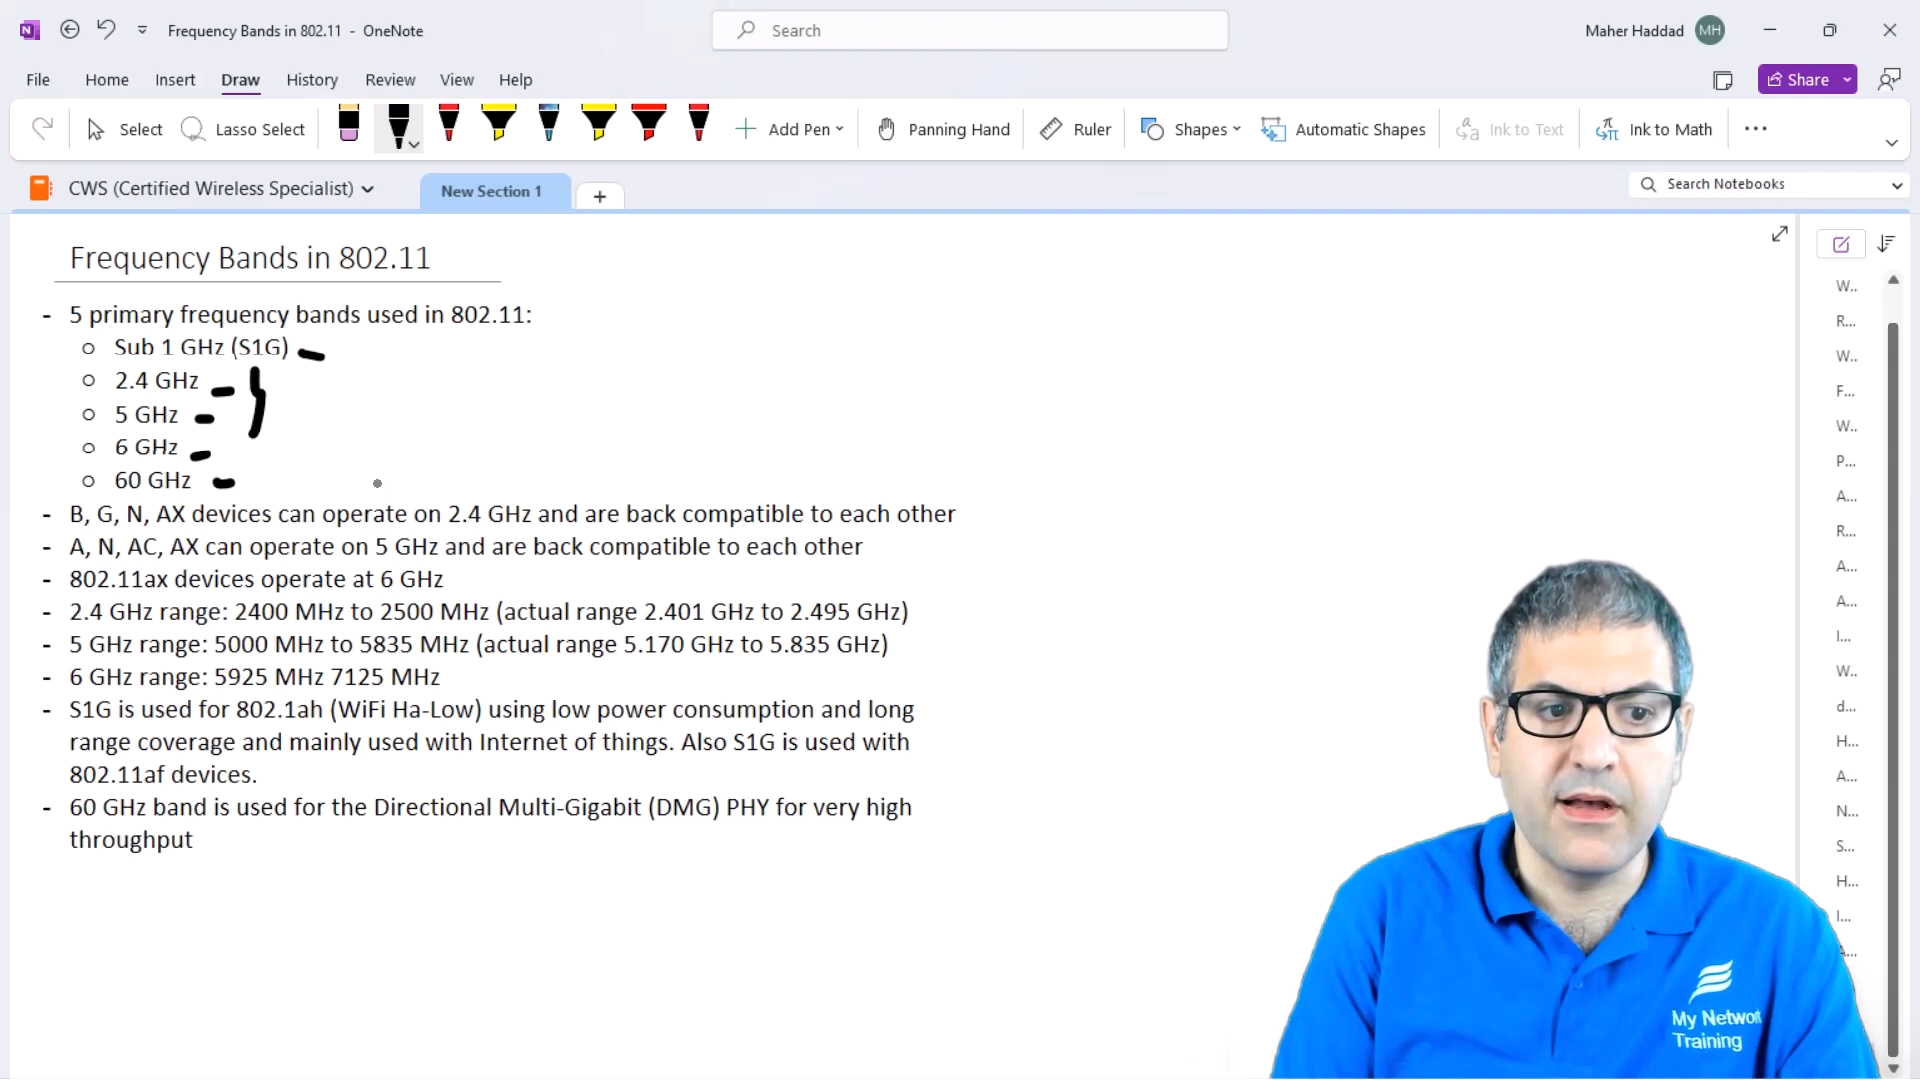 Frequency Bands in 802.11 - OneNote
Search
Maher Haddad
MH
File Home Insert Draw History Review View Help
Share
Select Lasso Select Add Pen Panning Hand Ruler Shapes Automatic Shapes Ink to Text Ink to Math
CWS (Certified Wireless Specialist) New Section 1
Search Notebooks
Frequency Bands in 802.11
- 5 primary frequency bands used in 802.11:
Sub 1 GHz (S1G)
2.4 GHz
5 GHz
6 GHz
60 GHz
- B, G, N, AX devices can operate on 2.4 GHz and are back compatible to each other
- A, N, AC, AX can operate on 5 GHz and are back compatible to each other
- 802.11ax devices operate at 6 GHz
- 2.4 GHz range: 2400 MHz to 2500 MHz (actual range 2.401 GHz to 2.495 GHz)
- 5 GHz range: 5000 MHz to 5835 MHz (actual range 5.170 GHz to 5.835 GHz)
- 6 GHz range: 5925 MHz 7125 MHz
- S1G is used for 802.1ah (WiFi Ha-Low) using low power consumption and long
range coverage and mainly used with Internet of things. Also S1G is used with
802.11af devices.
- 60 GHz band is used for the Directional Multi-Gigabit (DMG) PHY for very high
throughput
W..
R...
W..
F...
W..
P...
A...
R...
A...
A...
I...
W..
d...
H...
A...
N...
S...
H...
I...
A...
My Network
Training